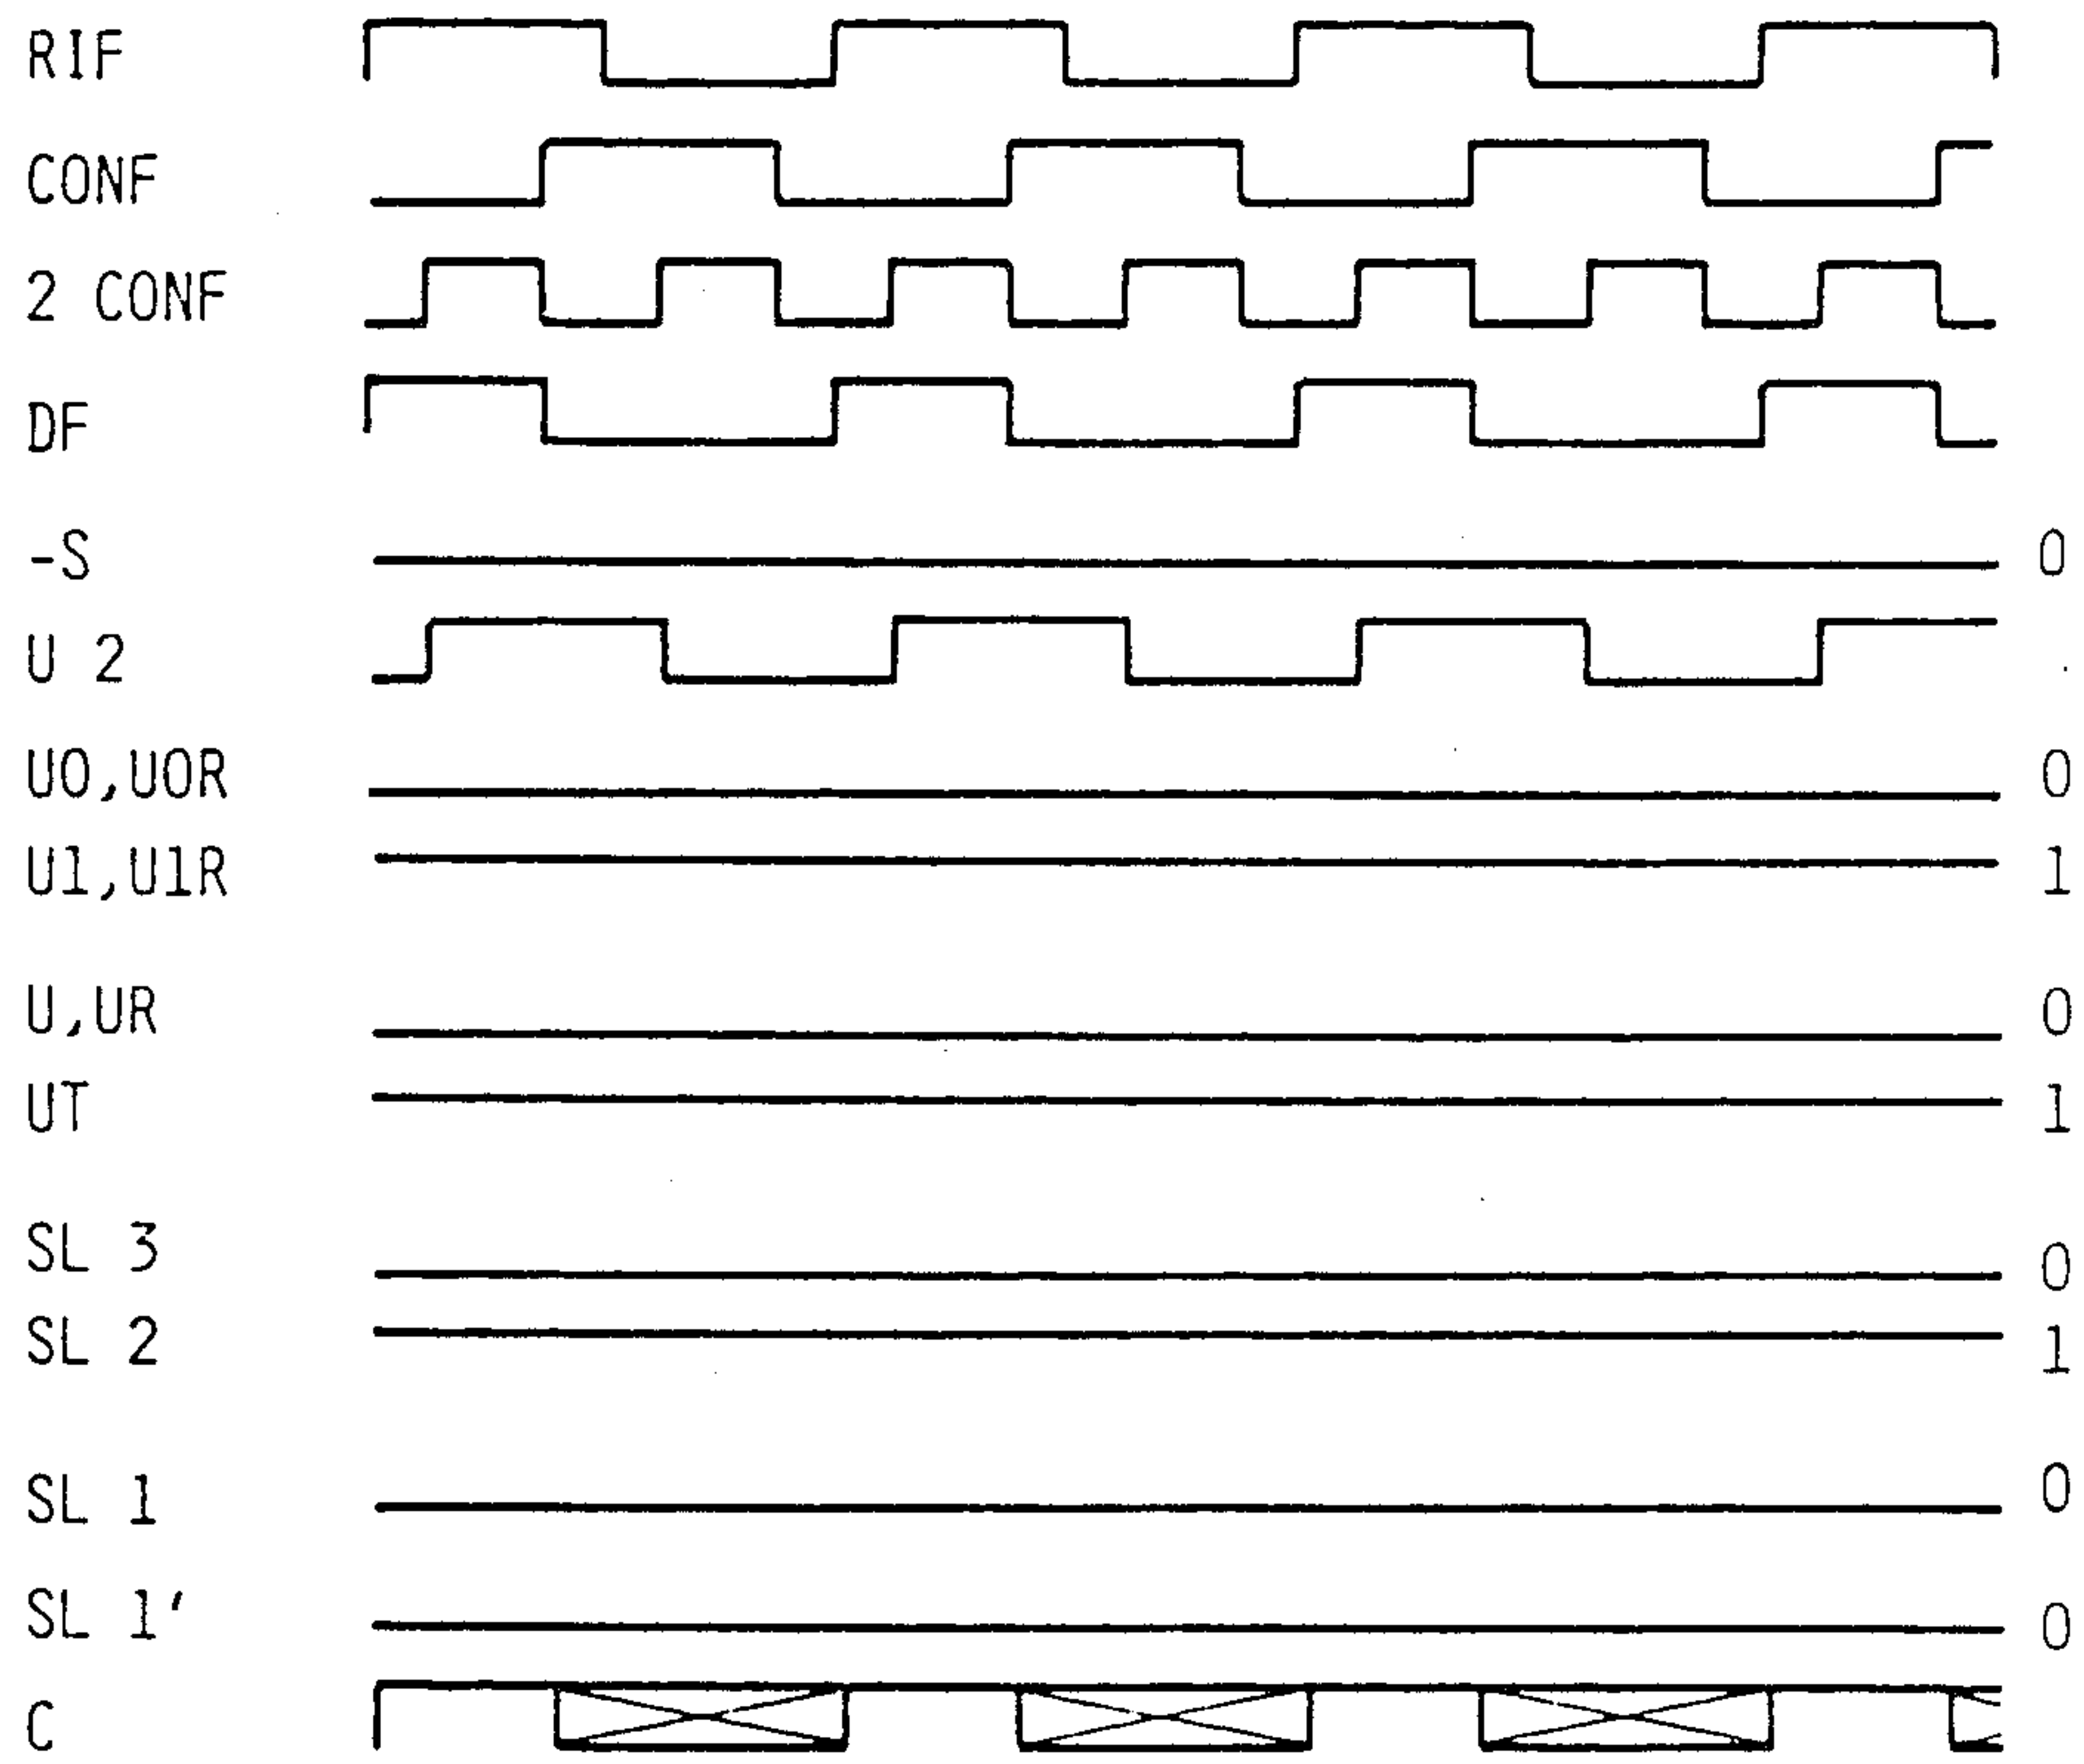 RIF
CONF
2 CONF
DF
-S 0
U 2
U0,U0R 0
U1,U1R 1
U,UR 0
UT 1
SL 3 0
SL 2 1
SL 1 0
SL 1' 0
C